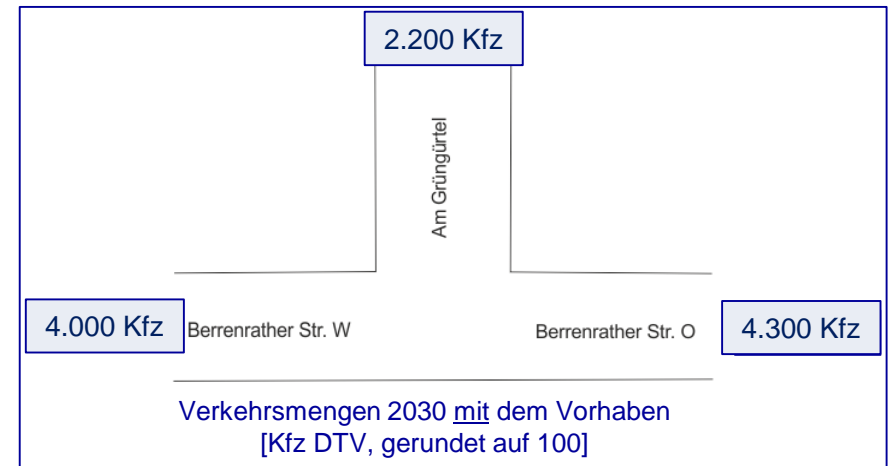 2.200 Kfz
Am Grüngürtel
4.000 Kfz
Berrenrather Str. W
Berrenrather Str. O
4.300 Kfz
Verkehrsmengen 2030 mit dem Vorhaben
[Kfz DTV, gerundet auf 100]